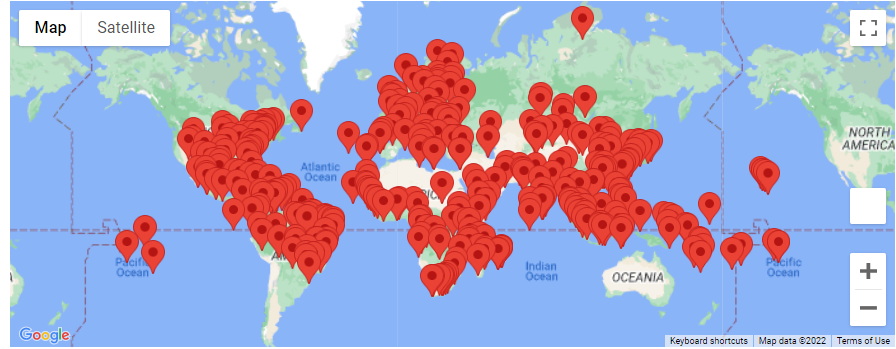 Map Satellite
NORTH
AMERICA
Atlantic
Ocean
Pacific
Ocean
Indian
Ocean
OCEANIA
Pacific
Ocean
Google
Keyboard shortcuts Map data ©2022 Terms of Use